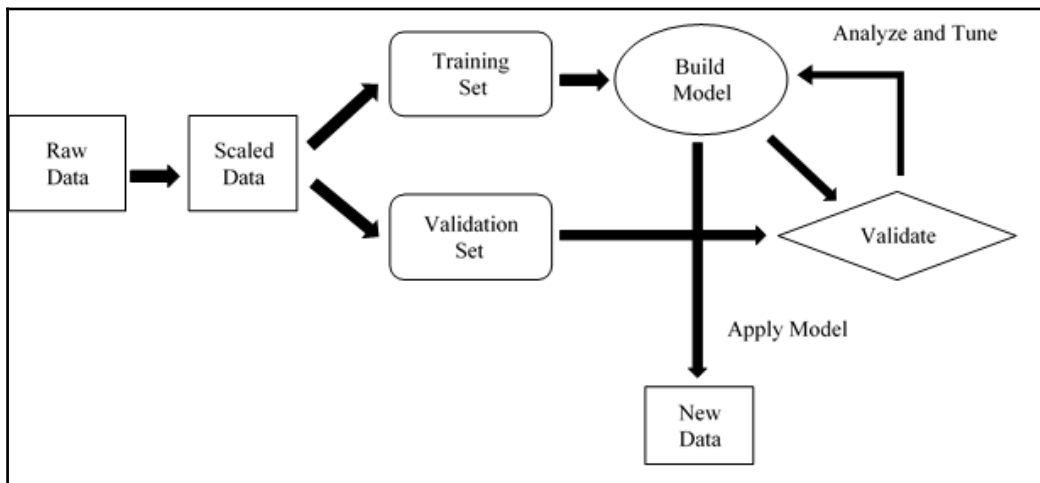 Analyze and Tune
Training
Set
Build
Model
Raw
Data
Scaled
Data
Validation
Set
Validate
Apply Model
New
Data